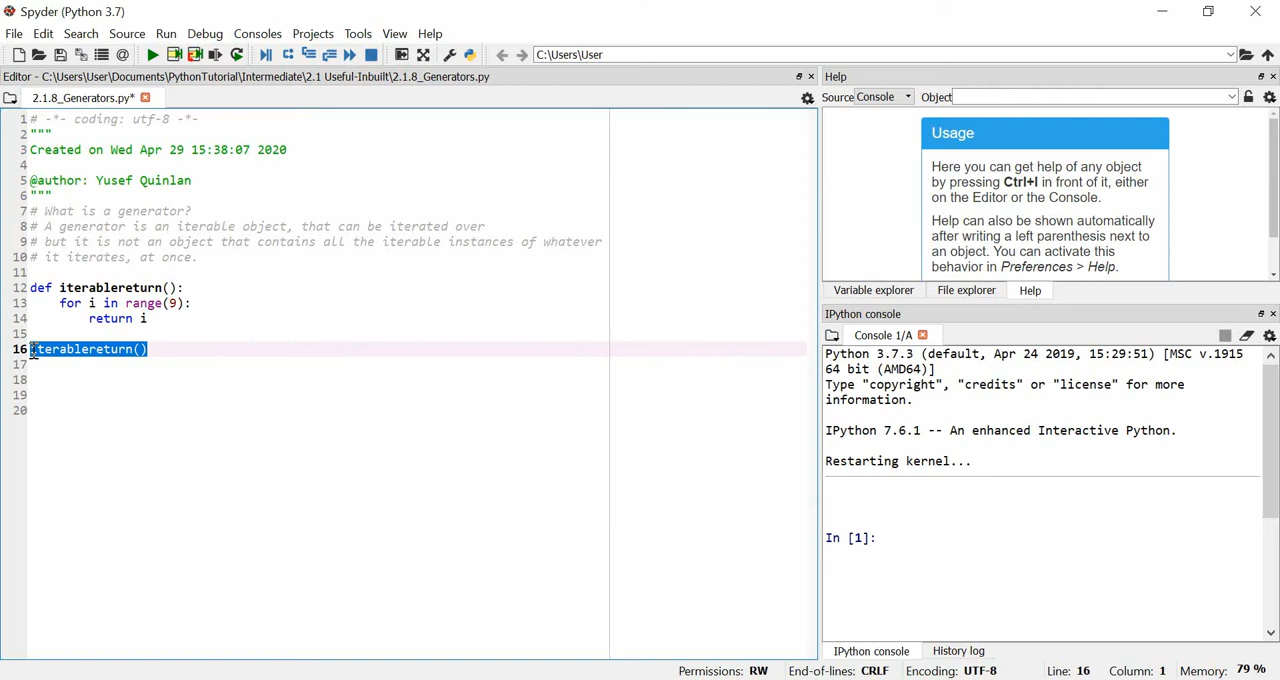 Spyder (Python 3.7)
File Edit Search Source Run Debug Consoles Projects Tools View Help
C:\Users\User
Editor - C:\Users\User\Documents\PythonTutorial\Intermediate\2.1 Useful-Inbuilt\2.1.8_Generators.py
2.1.8_Generators.py*
1 # -*- coding: utf-8 -*-
2 """
3 Created on Wed Apr 29 15:38:07 2020
4
5 @author: Yusef Quinlan
6 """
7 # What is a generator?
8 # A generator is an iterable object, that can be iterated over
9 # but it is not an object that contains all the iterable instances of whatever
10 # it iterates, at once.
11
12 def iterablereturn():
13     for i in range(9):
14         return i
15
16 iterablereturn()
17
18
19
20
Help
Source Console Object
Usage
Here you can get help of any object
by pressing Ctrl+I in front of it, either
on the Editor or the Console.
Help can also be shown automatically
after writing a left parenthesis next to
an object. You can activate this
behavior in Preferences > Help.
Variable explorer File explorer Help
IPython console
Console 1/A
Python 3.7.3 (default, Apr 24 2019, 15:29:51) [MSC v.1915
64 bit (AMD64)]
Type "copyright", "credits" or "license" for more
information.
IPython 7.6.1 -- An enhanced Interactive Python.
Restarting kernel...
In [1]:
IPython console History log
Permissions: RW End-of-lines: CRLF Encoding: UTF-8 Line: 16 Column: 1 Memory: 79 %